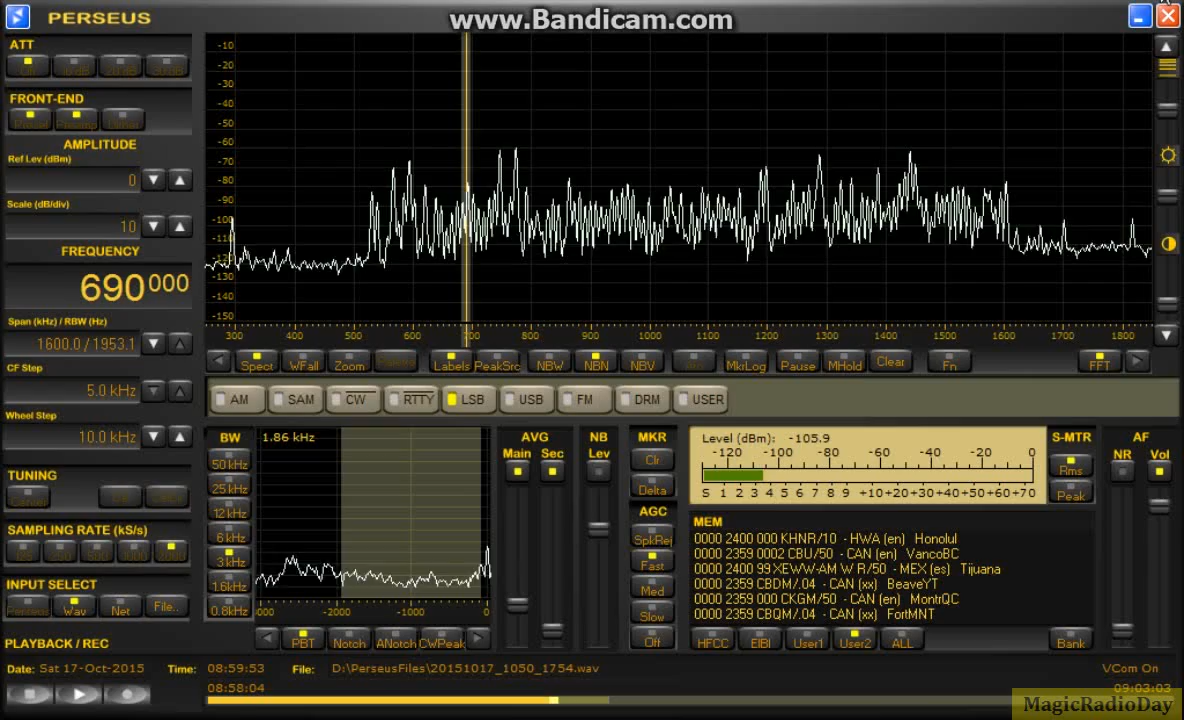 PERSEUS
www.Bandicam.com
ATT
FRONT-END
AMPLITUDE
Ref Lev (dBm)
0
Scale (dB/div)
10
FREQUENCY
690000
Span (kHz) / RBW (Hz)
1600.0 / 1953.1
CF Step
5.0 kHz
Wheel Step
10.0 kHz
TUNING
SAMPLING RATE (kS/s)
INPUT SELECT
Wav Net File..
-10
-20
-30
-40
-50
-60
-70
-80
-90
-100
-110
-120
-130
-140
-150
300 400 500 600 700 800 900 1000 1100 1200 1300 1400 1500 1600 1700 1800
Spect WFall Zoom Labels PeakSrc NBW NBN NBV MkrLog Pause MHold Clear Fn FFT
AM SAM CW RTTY LSB USB FM DRM USER
BW
50 kHz
25 kHz
12 kHz
6 kHz
3 kHz
1.6kHz
0.8kHz
1.86 kHz
-2000 -1000 0
PBT Notch ANotch CWPeak
AVG
Main Sec
NB
Lev
MKR
Clr
Delta
AGC
SpkRej
Fast
Med
Slow
Off
Level (dBm): -105.9
-120 -100 -80 -60 -40 -20 0
S 1 2 3 4 5 6 7 8 9 +10+20+30+40+50+60+70
S-MTR
Rms
Peak
AF
NR Vol
MEM
0000 2400 000 KHNR/10 - HWA (en) Honolul
0000 2359 0002 CBU/50 - CAN (en) VancoBC
0000 2400 99 XEWW-AM W R/50 - MEX (es) Tijuana
0000 2359 CBDM/.04 - CAN (xx) BeaveYT
0000 2359 000 CKGM/50 - CAN (en) MontrQC
0000 2359 CBQM/.04 - CAN (xx) FortMNT
HFCC EIBI User1 User2 ALL Bank
PLAYBACK / REC
Date: Sat 17-Oct-2015 Time: 08:59:53 File: D:\PerseusFiles\20151017_1050_1754.wav VCom On
08:58:04 09:03:03
MagicRadioDay